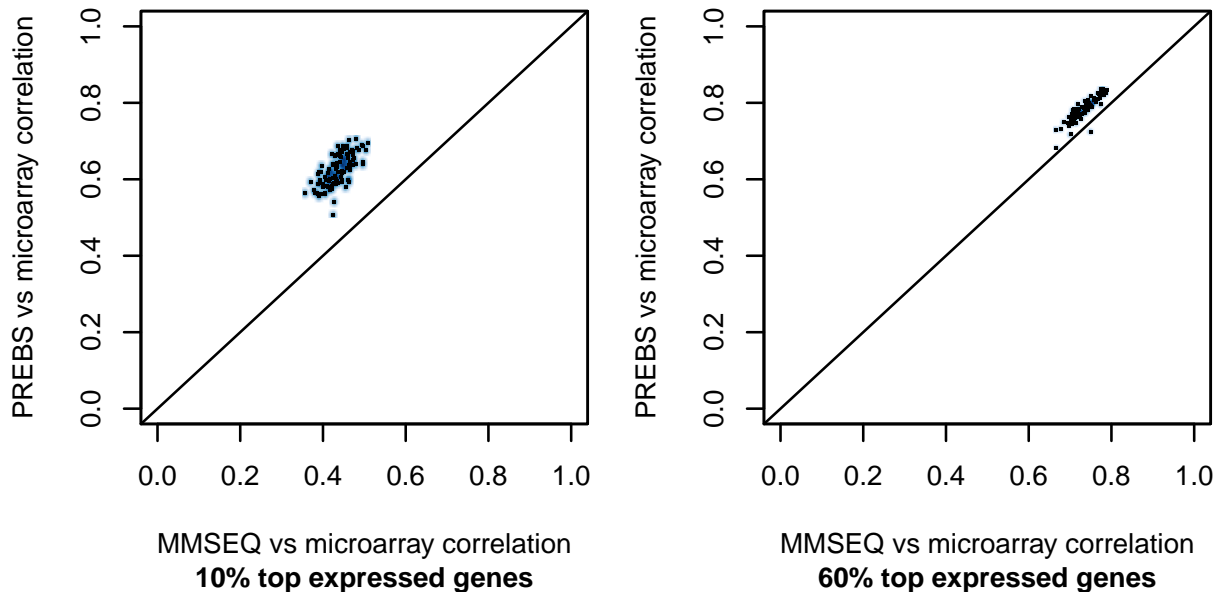 PREBS vs microarray correlation
1.0
0.8
0.6
0.4
0.2
0.0
0.0 0.2 0.4 0.6 0.8 1.0
MMSEQ vs microarray correlation
10% top expressed genes
PREBS vs microarray correlation
1.0
0.8
0.6
0.4
0.2
0.0
0.0 0.2 0.4 0.6 0.8 1.0
MMSEQ vs microarray correlation
60% top expressed genes